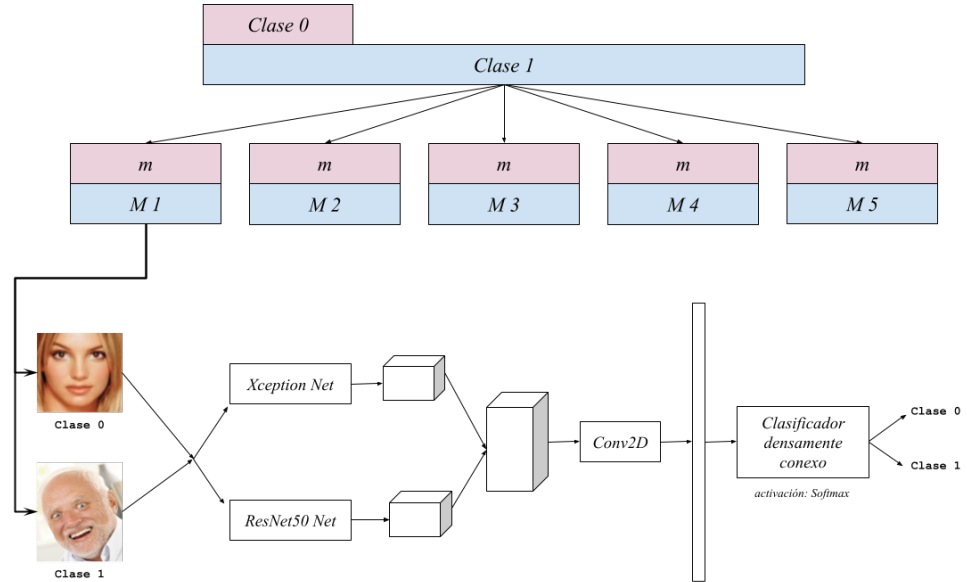 Clase 0
Clase 1
m
m
m
m
m
M 1
M 2
M 3
M 4
M 5
Clase 0
Clase 1
Xception Net
ResNet50 Net
Conv2D
Clasificador
densamente
conexo
activación: Softmax
Clase 0
Clase 1